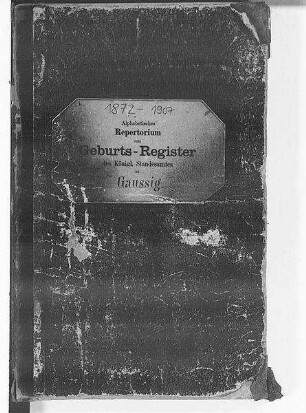 1872 - 1907
Alphabetisches
Repertorium
zum
Geburts-Register
des Königl. Standesamtes
zu
Gaussig